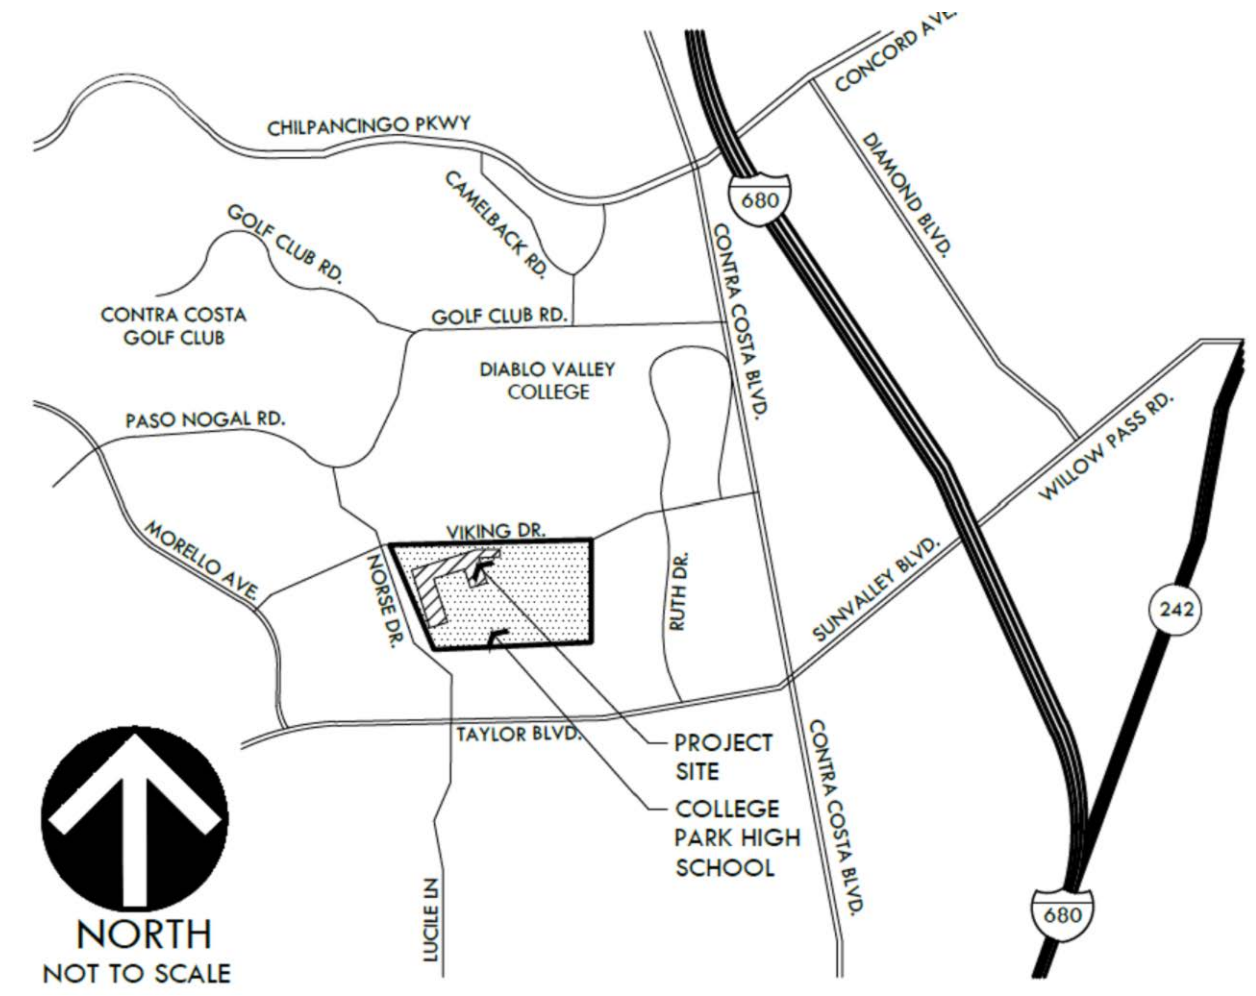 CONCORD AVE.
CHILPANCINGO PKWY
DIAMOND BLVD.
CAMELBACK RD.
680
GOLF CLUB RD.
CONTRA COSTA BLVD.
CONTRA COSTA
GOLF CLUB
GOLF CLUB RD.
DIABLO VALLEY
COLLEGE
PASO NOGAL RD.
WILLOW PASS RD.
MORELLO AVE.
VIKING DR.
NORSE DR.
RUTH DR.
SUNVALLEY BLVD.
242
TAYLOR BLVD.
PROJECT
SITE
COLLEGE
PARK HIGH
SCHOOL
CONTRA COSTA BLVD.
LUCILE LN
680
NORTH
NOT TO SCALE